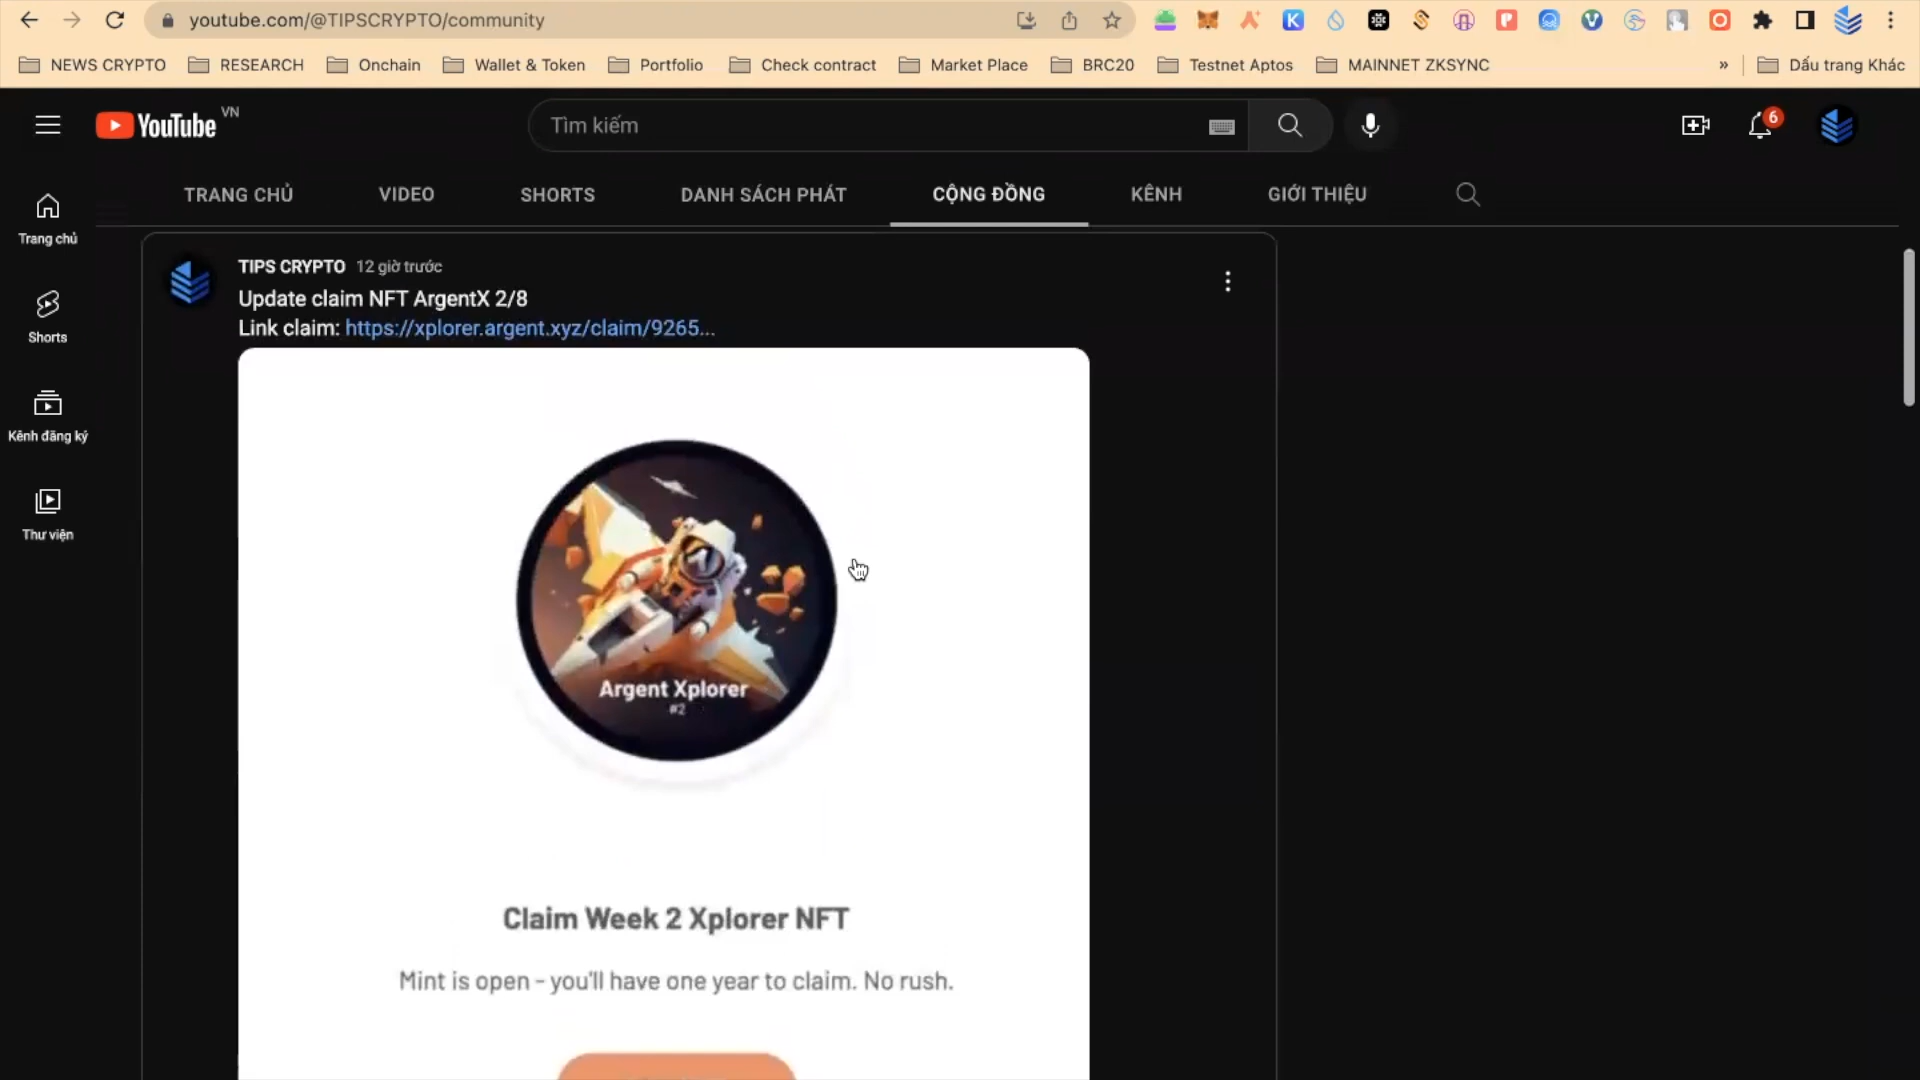 youtube.com/@TIPSCRYPTO/community
NEWS CRYPTO
RESEARCH
Onchain
Wallet & Token
Portfolio
Check contract
Market Place
BRC20
Testnet Aptos
MAINNET ZKSYNC
»
Dấu trang Khác
YouTube VN
Tìm kiếm
6
TRANG CHỦ
VIDEO
SHORTS
DANH SÁCH PHÁT
CỘNG ĐỒNG
KÊNH
GIỚI THIỆU
Trang chủ
Shorts
Kênh đăng ký
Thư viện
TIPS CRYPTO 12 giờ trước
Update claim NFT ArgentX 2/8
Link claim: https://xplorer.argent.xyz/claim/9265...
Argent Xplorer
#2
Claim Week 2 Xplorer NFT
Mint is open - you'll have one year to claim. No rush.